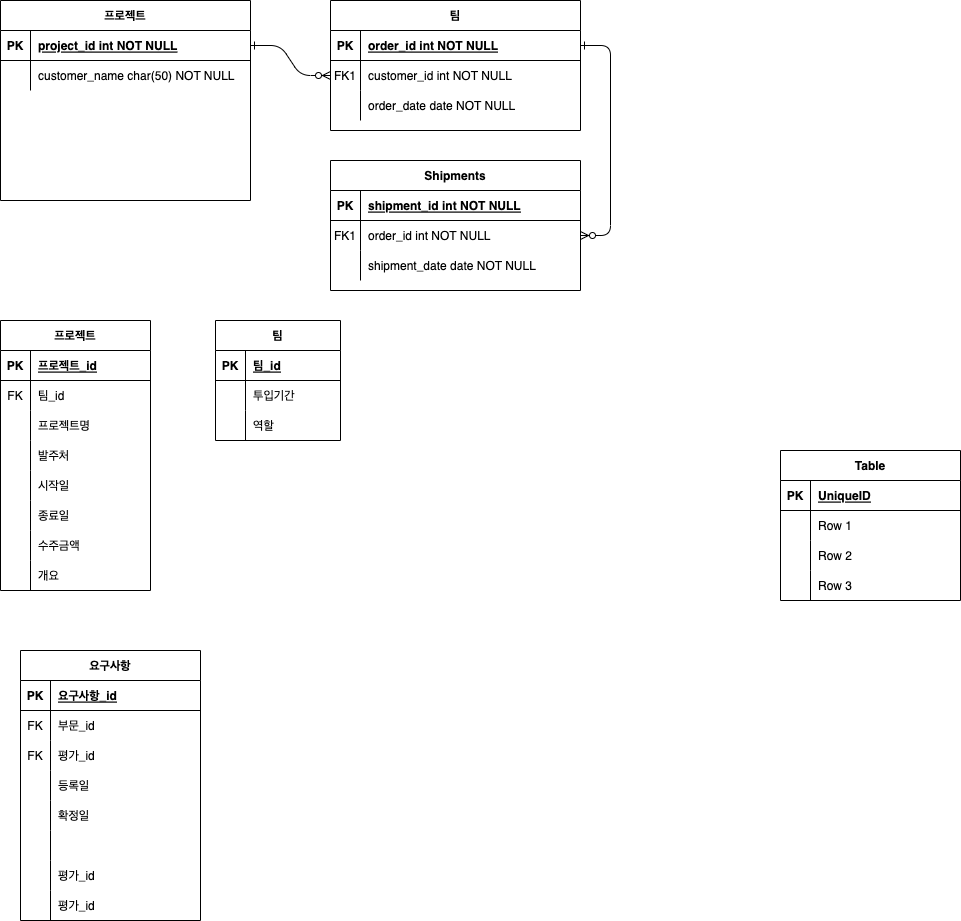 프로젝트
PK project_id int NOT NULL
customer_name char(50) NOT NULL
팀
PK order_id int NOT NULL
FK1 customer_id int NOT NULL
order_date date NOT NULL
Shipments
PK shipment_id int NOT NULL
FK1 order_id int NOT NULL
shipment_date date NOT NULL
프로젝트
PK 프로젝트_id
FK 팀_id
프로젝트명
발주처
시작일
종료일
수주금액
개요
팀
PK 팀_id
투입기간
역할
Table
PK UniqueID
Row 1
Row 2
Row 3
요구사항
PK 요구사항_id
FK 부문_id
FK 평가_id
등록일
확정일
평가_id
평가_id